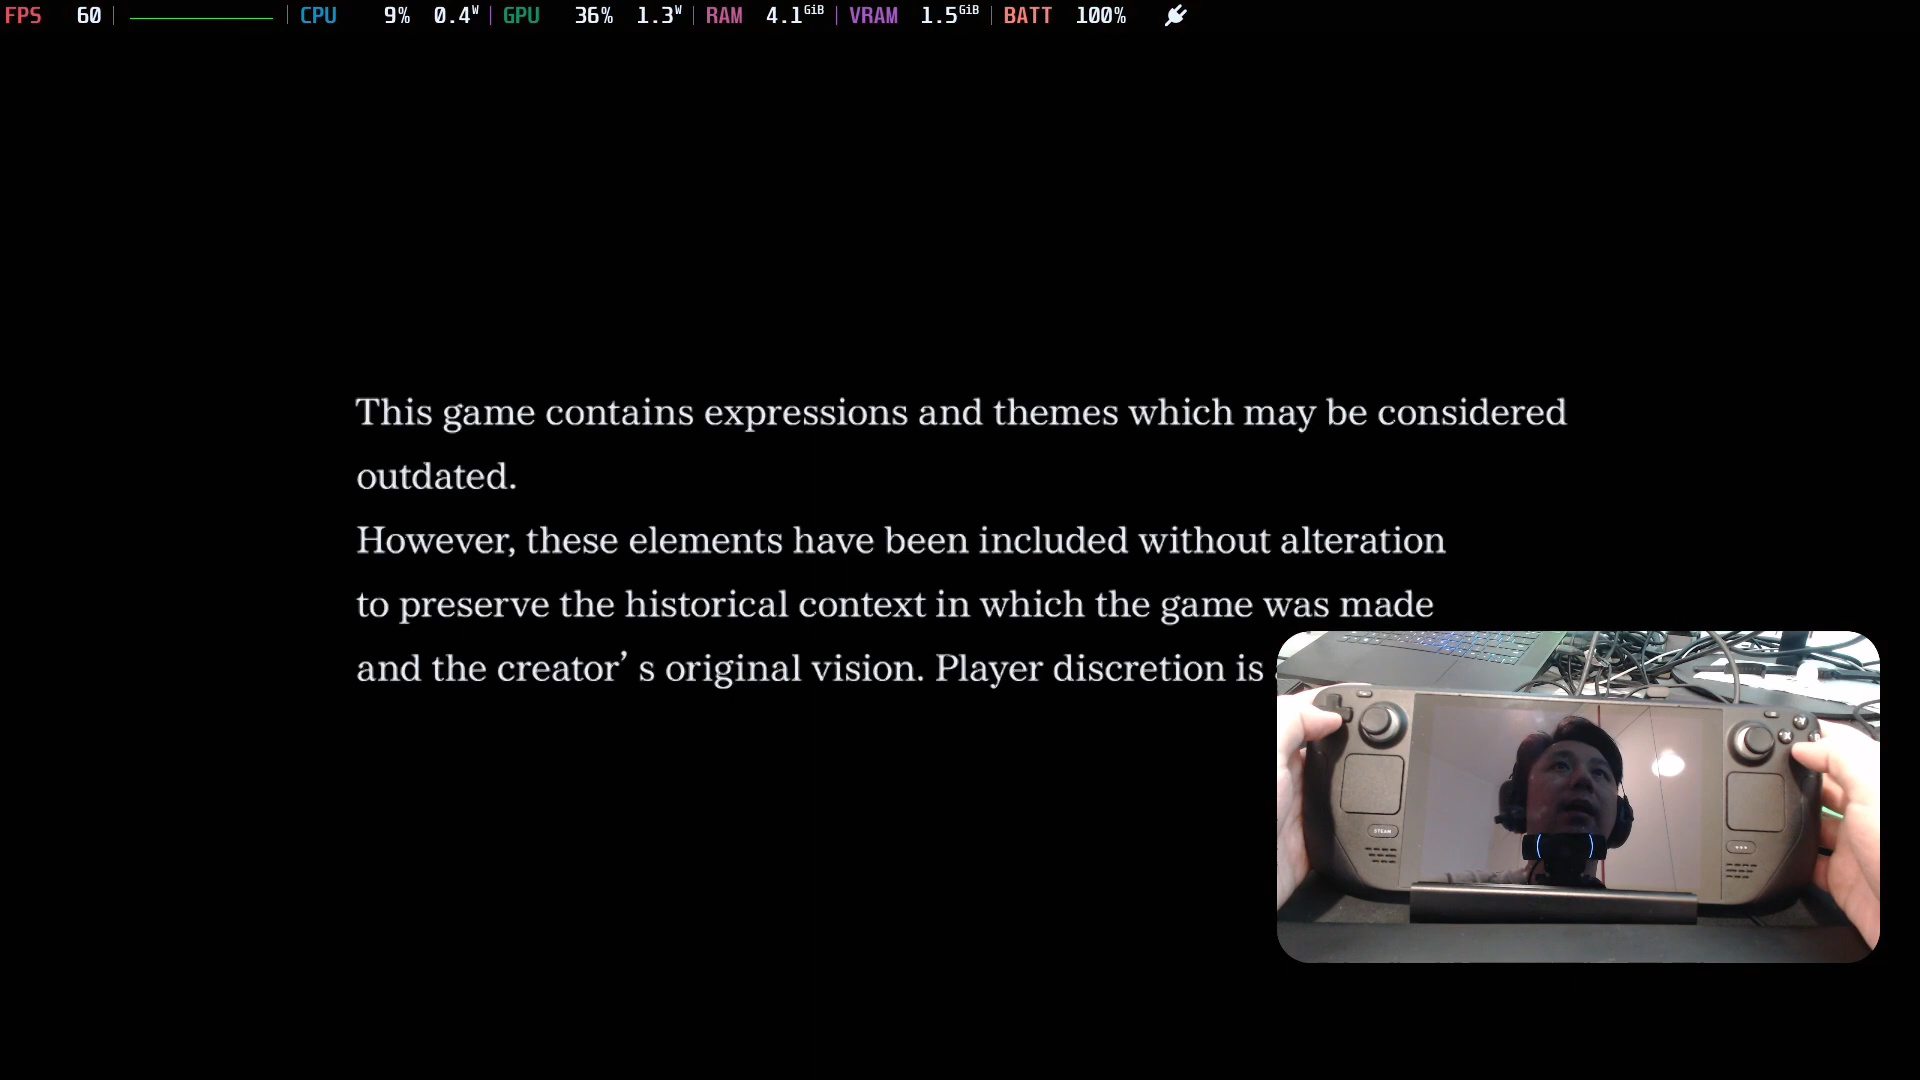 FPS 60 CPU 9% 0.4W GPU 36% 1.3W RAM 4.1GiB VRAM 1.5GiB BATT 100%
This game contains expressions and themes which may be considered
outdated.
However, these elements have been included without alteration
to preserve the historical context in which the game was made
and the creator’s original vision. Player discretion is
STEAM